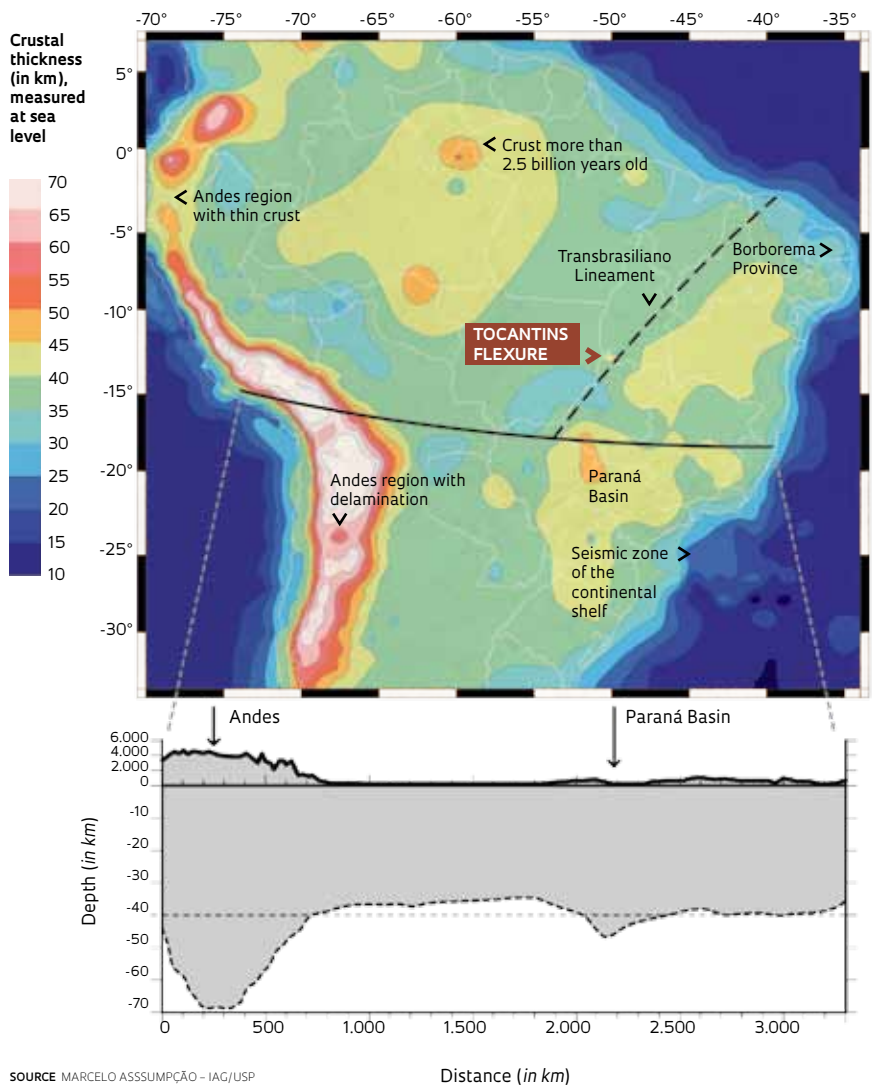 -70° -75° -70° -65° -60° -55° -50° -45° -40° -35°
Crustal
thickness
(in km),
measured
at sea
level
70
65
60
55
50
45
40
35
30
25
20
15
10
5°
0°
-5°
-10°
-15°
-20°
-25°
-30°
Crust more than
2.5 billion years old
Andes region
with thin crust
Transbrasiliano
Lineament
Borborema
Province
TOCANTINS
FLEXURE
Andes region with
delamination
Paraná
Basin
Seismic zone
of the
continental
shelf
Andes
Paraná Basin
6.000
4.000
2.000
0
-10
-20
-30
-40
-50
-60
-70
Depth (in km)
0 500 1.000 1.500 2.000 2.500 3.000
Distance (in km)
SOURCE MARCELO ASSSUMPÇÃO – IAG/USP